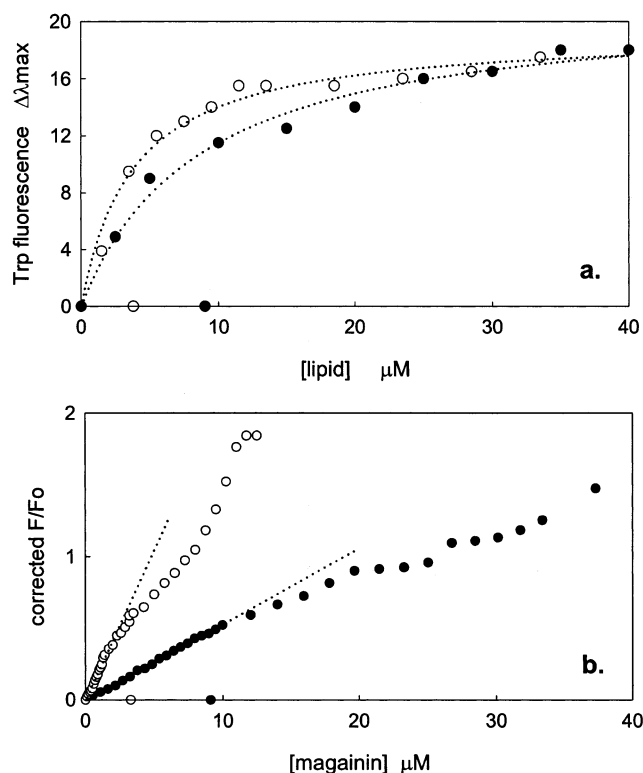 20
16
12
8
4
0
Trp fluorescence Δλmax
a.
0 10 20 30 40
[lipid] μM
2
1
0
corrected F/Fo
b.
0 10 20 30 40
[magainin] μM